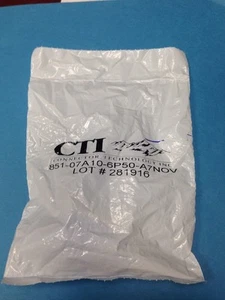 CTI
CONNECTOR TECHNOLOGY INC
851-07A10-6P50-A7NOV
LOT # 281916